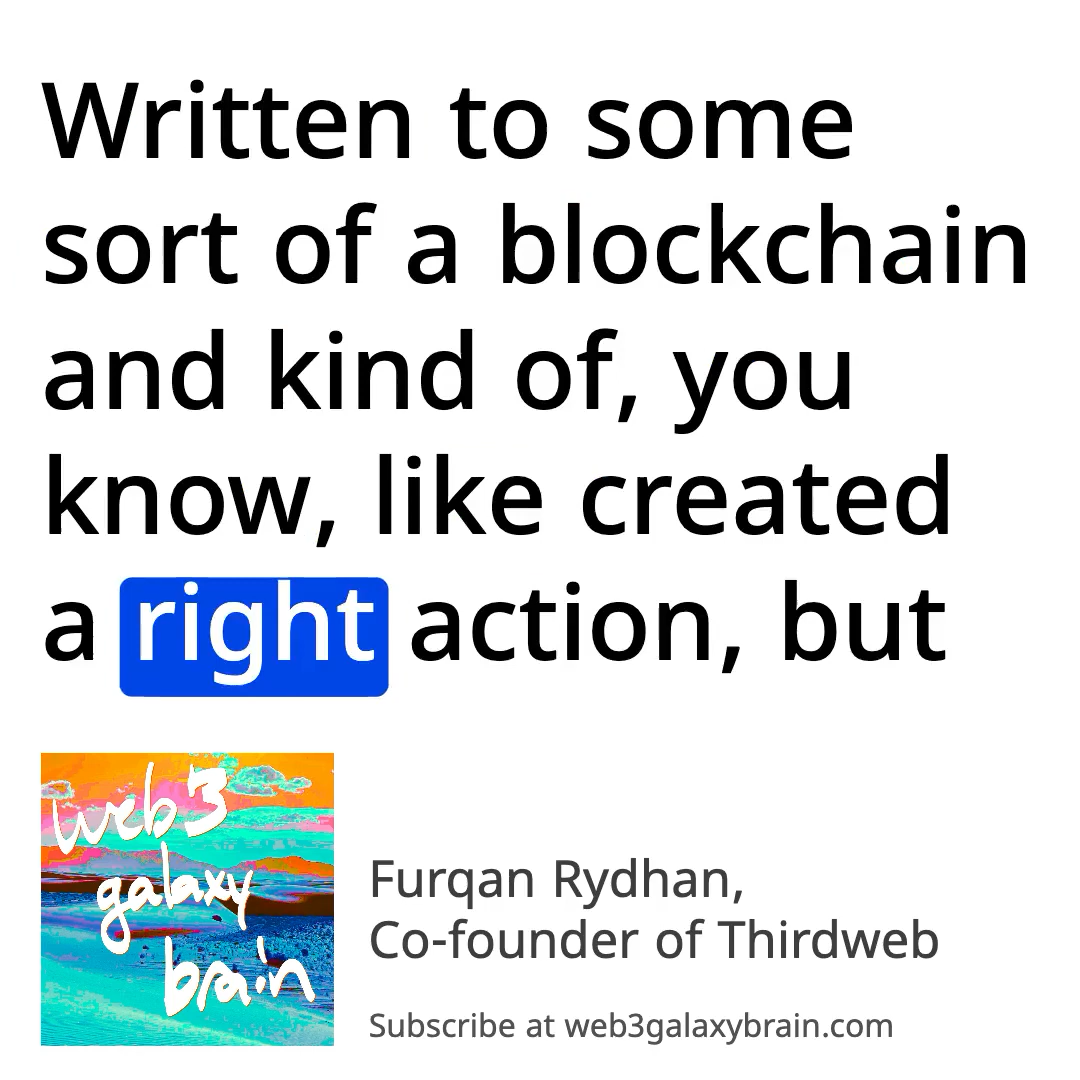 Written to some
sort of a blockchain
and kind of, you
know, like created
a right action, but
web3
galaxy
brain
Furqan Rydhan,
Co-founder of Thirdweb
Subscribe at web3galaxybrain.com